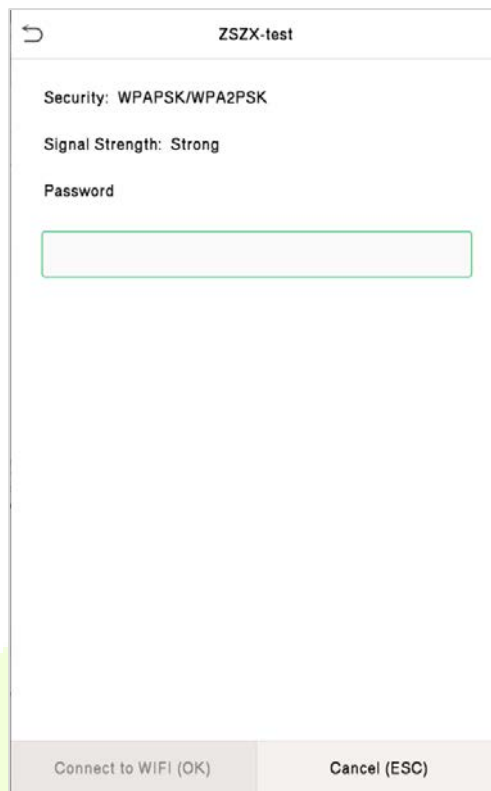 ZSZX-test
Security: WPAPSK/WPA2PSK
Signal Strength: Strong
Password
Connect to WIFI (OK)
Cancel (ESC)